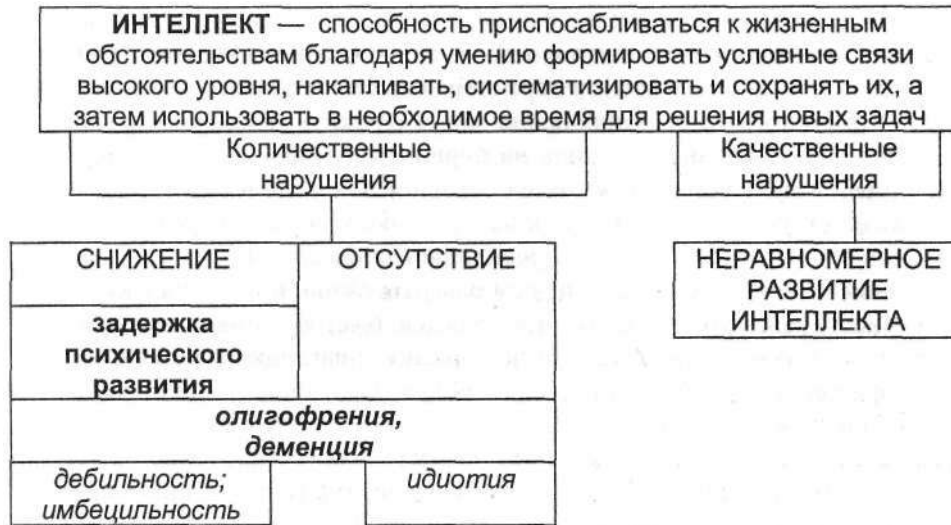 ИНТЕЛЛЕКТ — способность приспосабливаться к жизненным
обстоятельствам благодаря умению формировать условные связи
высокого уровня, накапливать, систематизировать и сохранять их, а
затем использовать в необходимое время для решения новых задач
Количественные
нарушения
Качественные
нарушения
СНИЖЕНИЕ
ОТСУТСТВИЕ
НЕРАВНОМЕРНОЕ
РАЗВИТИЕ
ИНТЕЛЛЕКТА
задержка
психического
развития
олигофрения,
деменция
дебильность;
имбецильность
идиотия